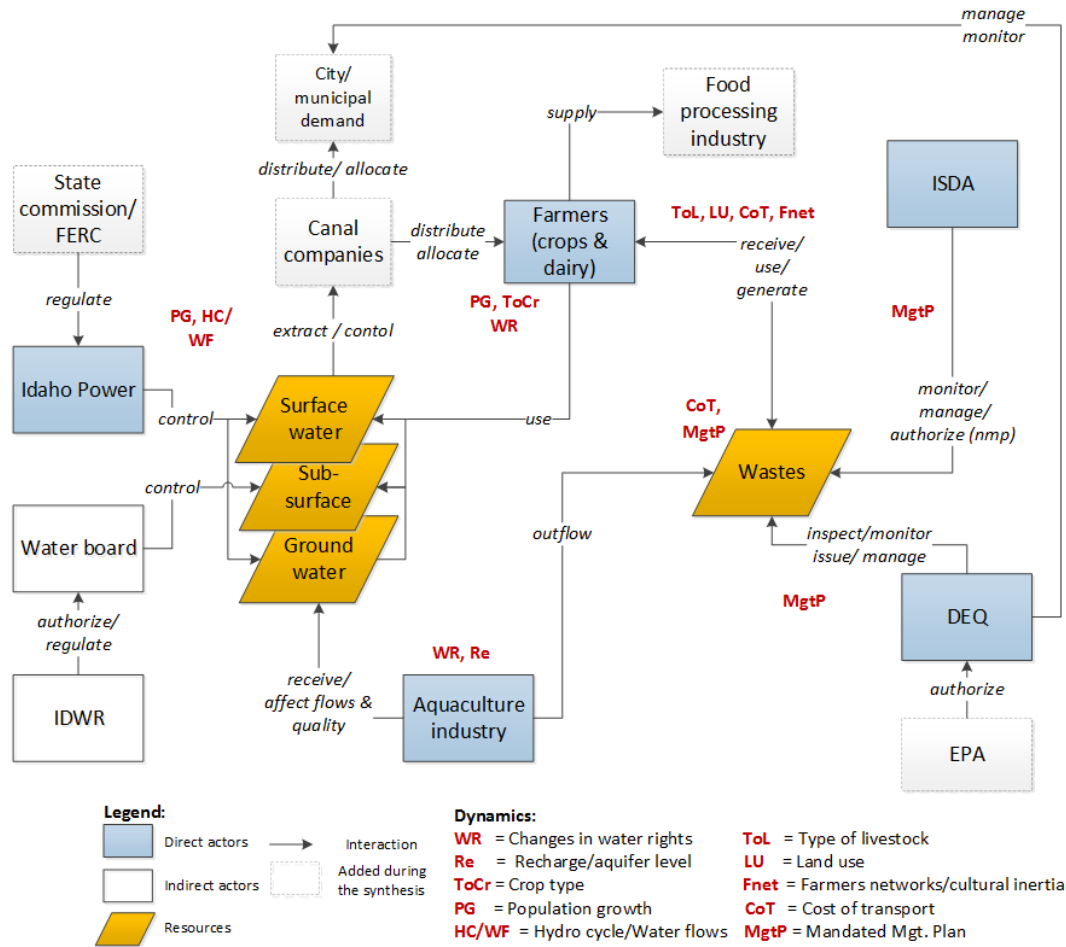 manage
monitor
City/
municipal
demand
Food
processing
industry
supply
distribute/ allocate
State
commission/
FERC
ISDA
Canal
companies
distribute
allocate
Farmers
(crops &
dairy)
ToL, LU, CoT, Fnet
receive/
use/
generate
regulate
PG, HC/
WF
extract / contol
PG, ToCr
WR
MgtP
Idaho Power
control
Surface
water
use
CoT,
MgtP
monitor/
manage/
authorize (nmp)
Sub-
surface
Wastes
control
Water board
Ground
water
outflow
inspect/monitor
issue/ manage
authorize/
regulate
MgtP
DEQ
WR, Re
receive/
affect flows &
quality
IDWR
Aquaculture
industry
authorize
EPA
Legend:
Direct actors
Interaction
Indirect actors
Added during
the synthesis
Resources
Dynamics:
WR = Changes in water rights
Re = Recharge/aquifer level
ToCr = Crop type
PG = Population growth
HC/WF = Hydro cycle/Water flows
ToL = Type of livestock
LU = Land use
Fnet = Farmers networks/cultural inertia
CoT = Cost of transport
MgtP = Mandated Mgt. Plan